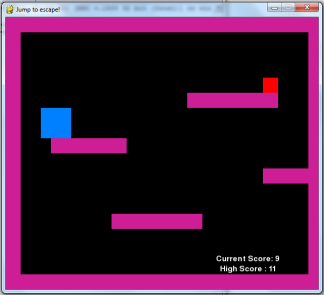 Jump to escape!
Current Score: 9
High Score : 11